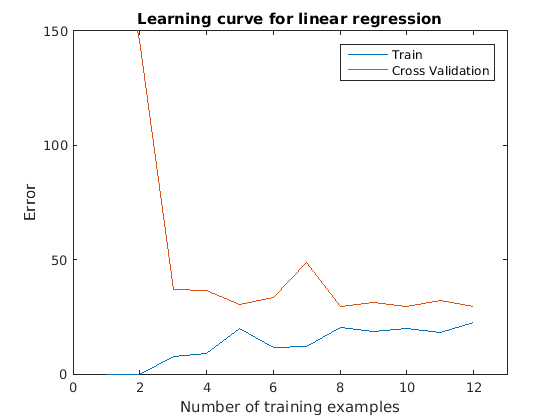 Learning curve for linear regression
150
100
50
0
Error
Train
Cross Validation
0 2 4 6 8 10 12
Number of training examples